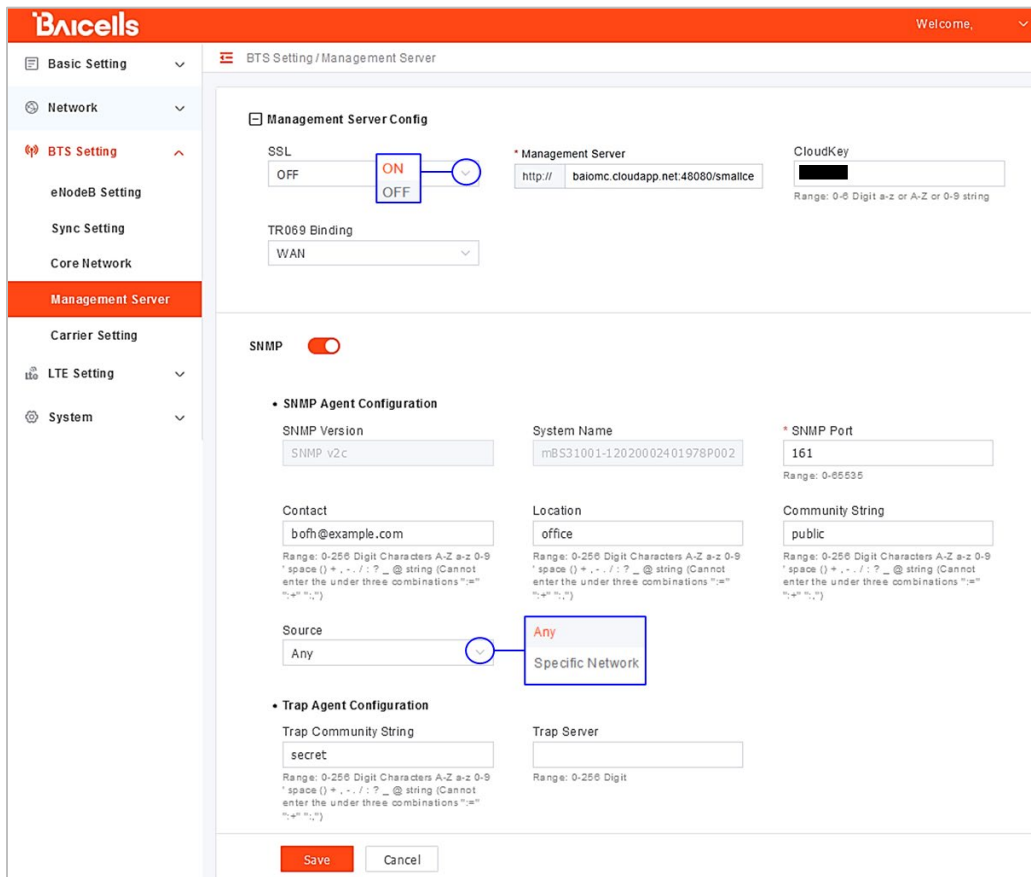 Baicells
Welcome,
Basic Setting
BTS Setting / Management Server
Network
BTS Setting
eNodeB Setting
Sync Setting
Core Network
Management Server
Carrier Setting
LTE Setting
System
Management Server Config
SSL
OFF
ON
OFF
* Management Server
http:// baiomc.cloudapp.net:48080/smallce
CloudKey
Range: 0-6 Digit a-z or A-Z or 0-9 string
TR069 Binding
WAN
SNMP
• SNMP Agent Configuration
SNMP Version
SNMP v2c
System Name
mBS31001-12020002401978P002
* SNMP Port
161
Range: 0-65535
Contact
bofh@example.com
Range: 0-256 Digit Characters A-Z a-z 0-9
' space () + , - . / : ? _ @ string (Cannot
enter the under three combinations ":="
":+" ":,")
Location
office
Range: 0-256 Digit Characters A-Z a-z 0-9
' space () + , - . / : ? _ @ string (Cannot
enter the under three combinations ":="
":+" ":,")
Community String
public
Range: 0-256 Digit Characters A-Z a-z 0-9
' space () + , - . / : ? _ @ string (Cannot
enter the under three combinations ":="
":+" ":,")
Source
Any
Any
Specific Network
• Trap Agent Configuration
Trap Community String
secret
Range: 0-256 Digit Characters A-Z a-z 0-9
' space () + , - . / : ? _ @ string (Cannot
enter the under three combinations ":="
":+" ":,")
Trap Server
Range: 0-256 Digit
Save
Cancel